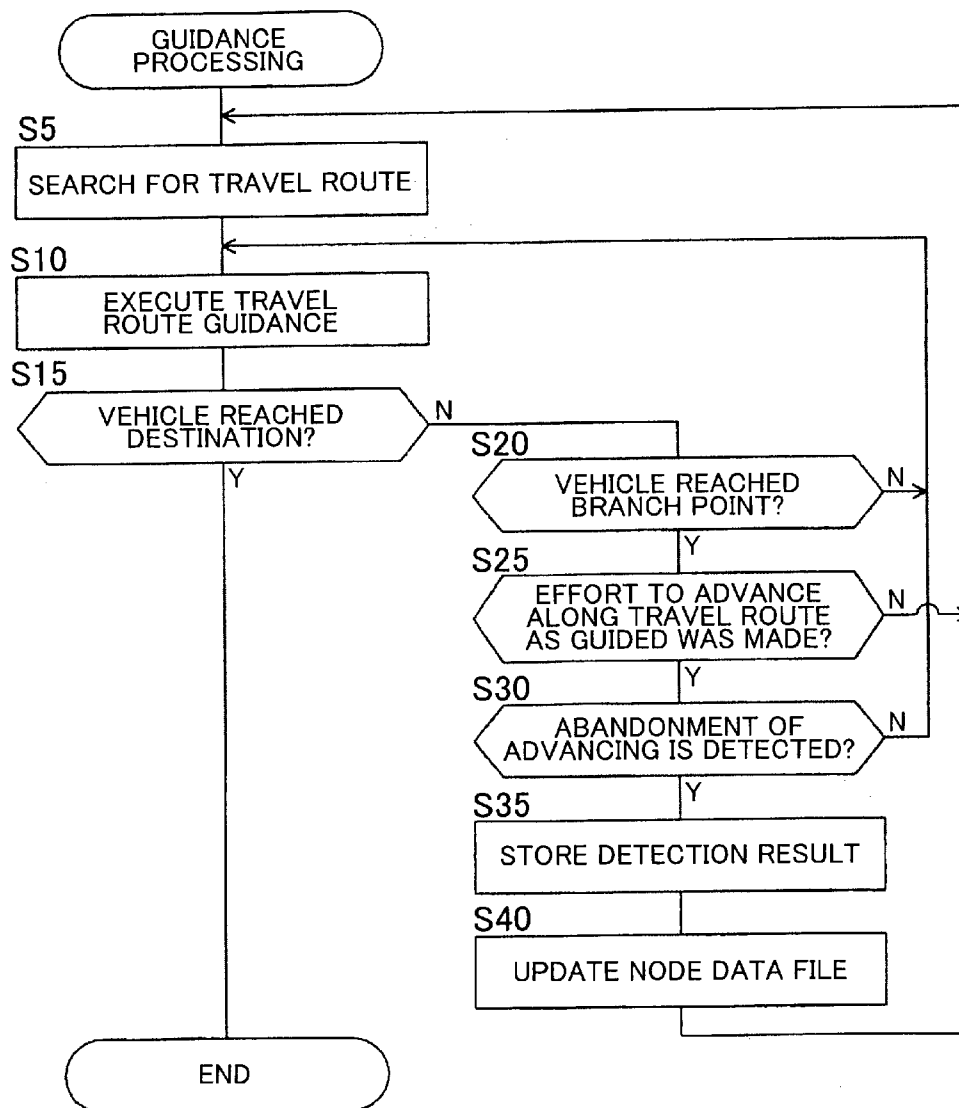 GUIDANCE
PROCESSING
S5
SEARCH FOR TRAVEL ROUTE
S10
EXECUTE TRAVEL
ROUTE GUIDANCE
S15
VEHICLE REACHED
DESTINATION?
N
Y
S20
VEHICLE REACHED
BRANCH POINT?
N
Y
S25
EFFORT TO ADVANCE
ALONG TRAVEL ROUTE
AS GUIDED WAS MADE?
N
Y
S30
ABANDONMENT OF
ADVANCING IS DETECTED?
N
Y
S35
STORE DETECTION RESULT
S40
UPDATE NODE DATA FILE
END